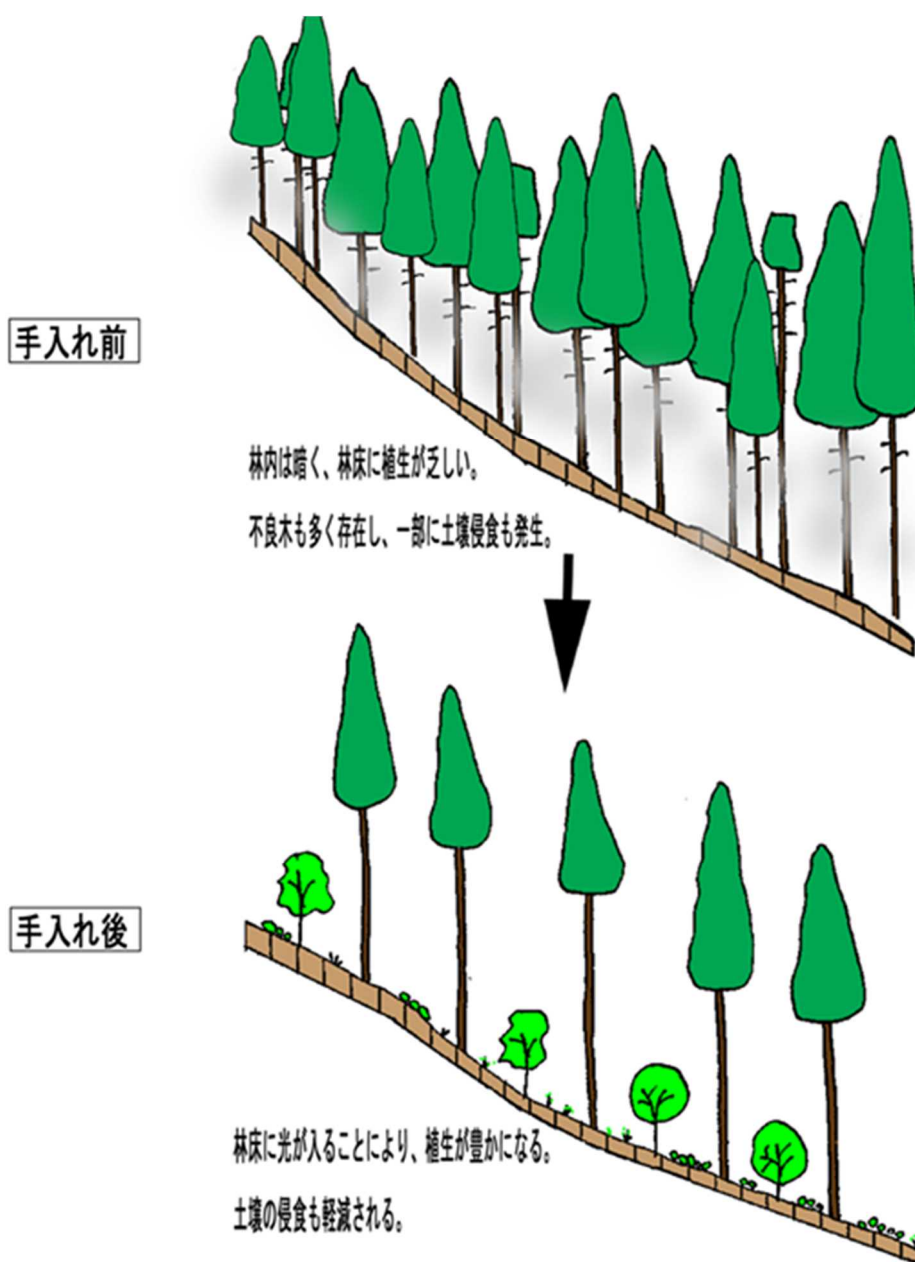 手入れ前
林内は暗く、林床に植生が乏しい。
不良木も多く存在し、一部に土壌侵食も発生。
手入れ後
林床に光が入ることにより、植生が豊かになる。
土壌の侵食も軽減される。